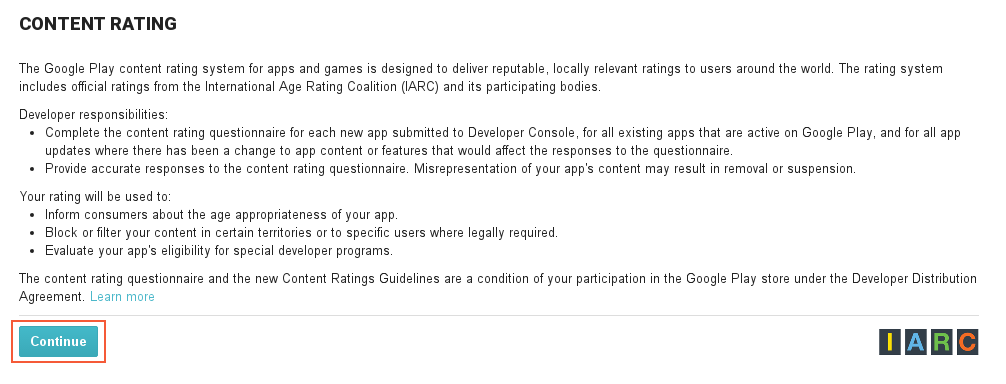 CONTENT RATING
The Google Play content rating system for apps and games is designed to deliver reputable, locally relevant ratings to users around the world. The rating system
includes official ratings from the International Age Rating Coalition (IARC) and its participating bodies.
Developer responsibilities:
• Complete the content rating questionnaire for each new app submitted to Developer Console, for all existing apps that are active on Google Play, and for all app
updates where there has been a change to app content or features that would affect the responses to the questionnaire.
• Provide accurate responses to the content rating questionnaire. Misrepresentation of your app's content may result in removal or suspension.
Your rating will be used to:
• Inform consumers about the age appropriateness of your app.
• Block or filter your content in certain territories or to specific users where legally required.
• Evaluate your app's eligibility for special developer programs.
The content rating questionnaire and the new Content Ratings Guidelines are a condition of your participation in the Google Play store under the Developer Distribution
Agreement. Learn more
Continue
IARC